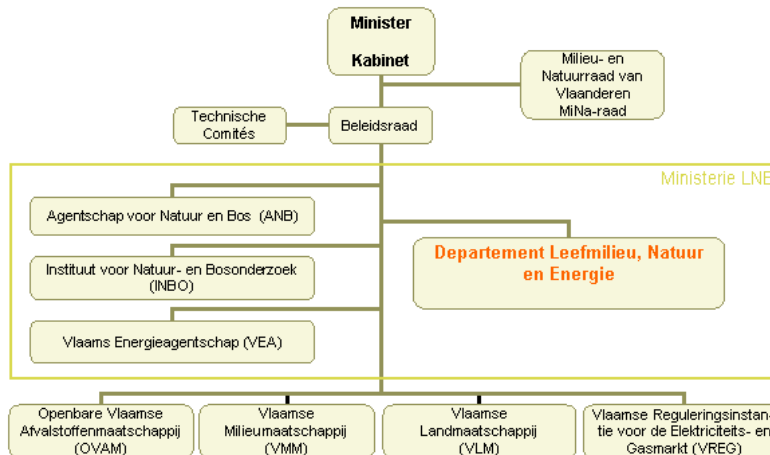 Minister
Kabinet
Milieu- en
Natuurraad van
Vlaanderen
MiNa-raad
Technische
Comités
Beleidsraad
Ministerie LNE
Agentschap voor Natuur en Bos (ANB)
Departement Leefmilieu, Natuur
en Energie
Instituut voor Natuur- en Bosonderzoek
(INBO)
Vlaams Energieagentschap (VEA)
Openbare Vlaamse
Afvalstoffenmaatschappij
(OVAM)
Vlaamse
Milieumaatschappij
(VMM)
Vlaamse
Landmaatschappij
(VLM)
Vlaamse Reguleringsinstan-
tie voor de Elektriciteits- en
Gasmarkt (VREG)